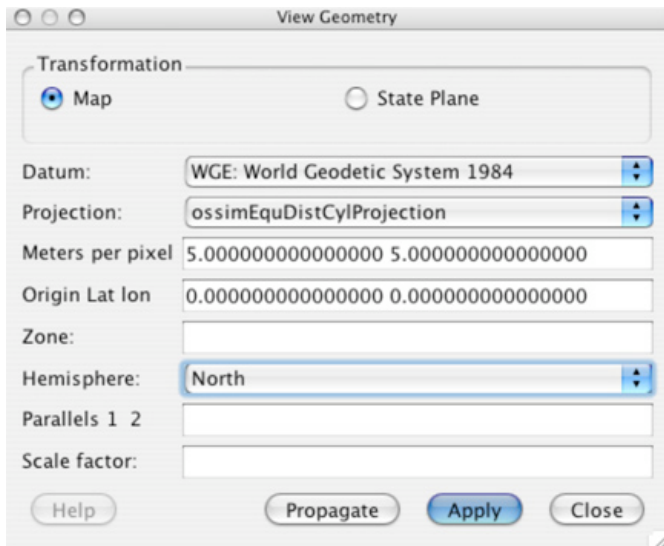 View Geometry
Transformation
Map State Plane
Datum: WGE: World Geodetic System 1984
Projection: ossimEquDistCylProjection
Meters per pixel 5.000000000000000 5.000000000000000
Origin Lat lon 0.000000000000000 0.000000000000000
Zone:
Hemisphere: North
Parallels 1 2
Scale factor:
Help Propagate Apply Close